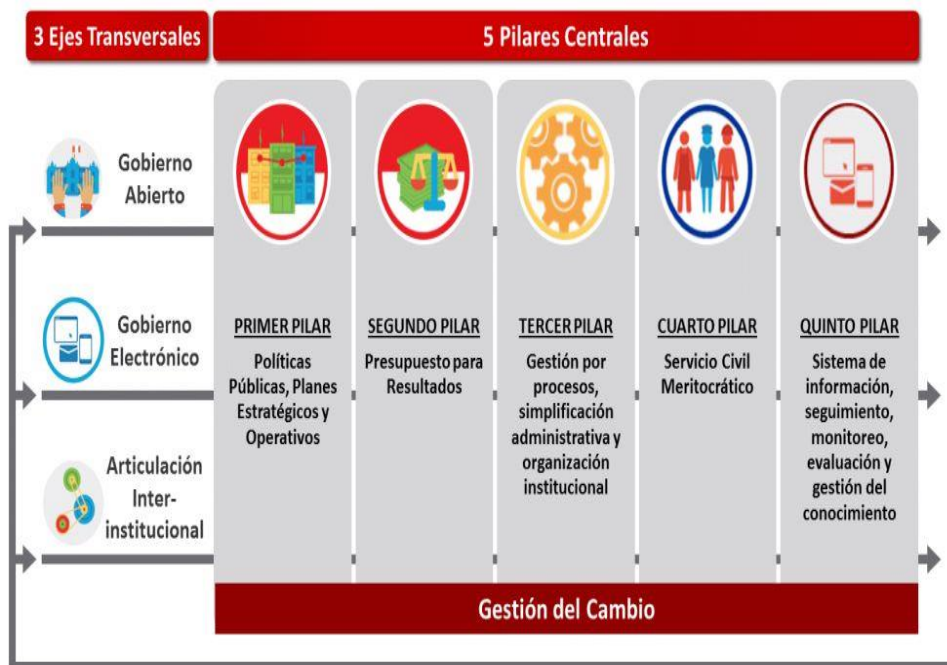 3 Ejes Transversales
5 Pilares Centrales
Gobierno
Abierto
Gobierno
Electrónico
Articulación
Inter-
institucional
PRIMER PILAR
Políticas
Públicas, Planes
Estratégicos y
Operativos
SEGUNDO PILAR
Presupuesto para
Resultados
TERCER PILAR
Gestión por
procesos,
simplificación
administrativa y
organización
institucional
CUARTO PILAR
Servicio Civil
Meritocrático
QUINTO PILAR
Sistema de
información,
seguimiento,
monitoreo,
evaluación y
gestión del
conocimiento
Gestión del Cambio